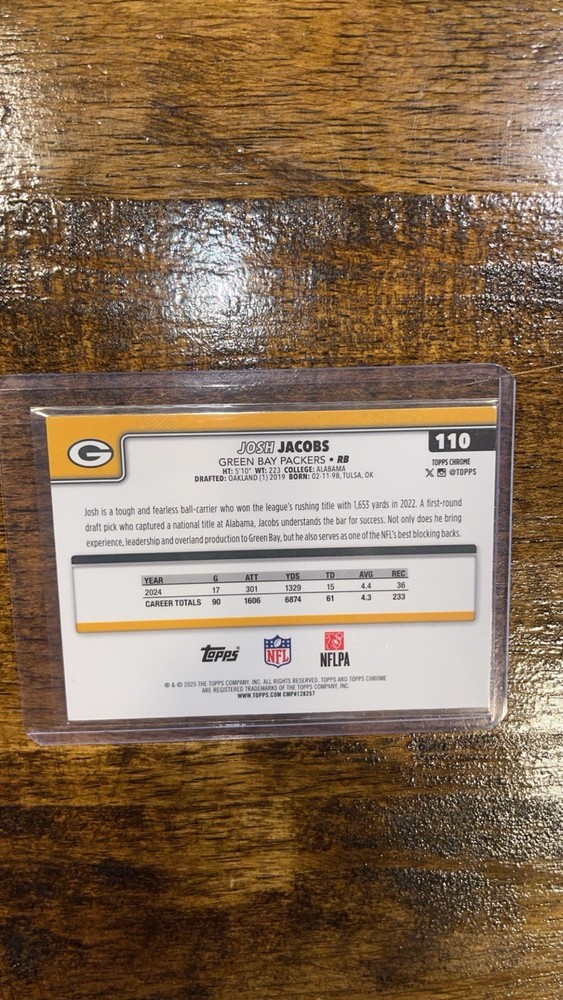 G
JOSH JACOBS
110
GREEN BAY PACKERS • RB
HT: 5'10" WT: 223 COLLEGE: ALABAMA
DRAFTED: OAKLAND (1) 2019 BORN: 02-11-98, TULSA, OK
TOPPS CHROME
@TOPPS
Josh is a tough and fearless ball-carrier who won the league's rushing title with 1,653 yards in 2022. A first-round
draft pick who captured a national title at Alabama, Jacobs understands the bar for success. Not only does he bring
experience, leadership and overland production to Green Bay, but he also serves as one of the NFL's best blocking backs.
YEAR G ATT YDS TD AVG REC
2024 17 301 1329 15 4.4 36
CAREER TOTALS 90 1606 6874 61 4.3 233
topps NFL NFLPA
® & © 2025 THE TOPPS COMPANY, INC. ALL RIGHTS RESERVED. TOPPS AND TOPPS CHROME
ARE REGISTERED TRADEMARKS OF THE TOPPS COMPANY, INC.
WWW.TOPPS.COM CMP#128257